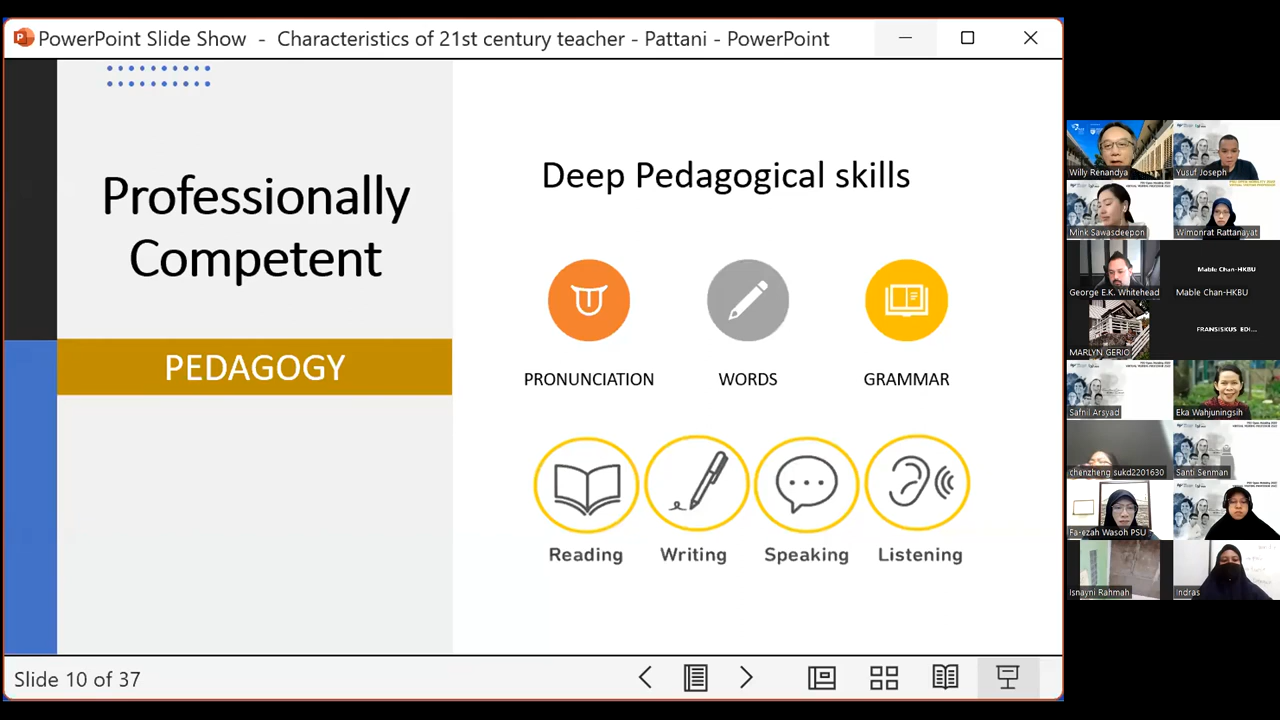 PowerPoint Slide Show - Characteristics of 21st century teacher - Pattani - PowerPoint
Professionally
Competent
PEDAGOGY
Deep Pedagogical skills
PRONUNCIATION
WORDS
GRAMMAR
Reading
Writing
Speaking
Listening
Slide 10 of 37
Willy Renandya
Yusuf Joseph
Mink Sawasdeepon
Wimonrat Rattanayat
George E.K. Whitehead
Mable Chan-HKBU
Mable Chan-HKBU
MARLYN GERIO
FRANSISKUS EDI...
Safnil Arsyad
Eka Wahjuningsih
chenzheng sukd2201630
Santi Senman
Fa-ezah Wasoh PSU
Isnayni Rahmah
Indras